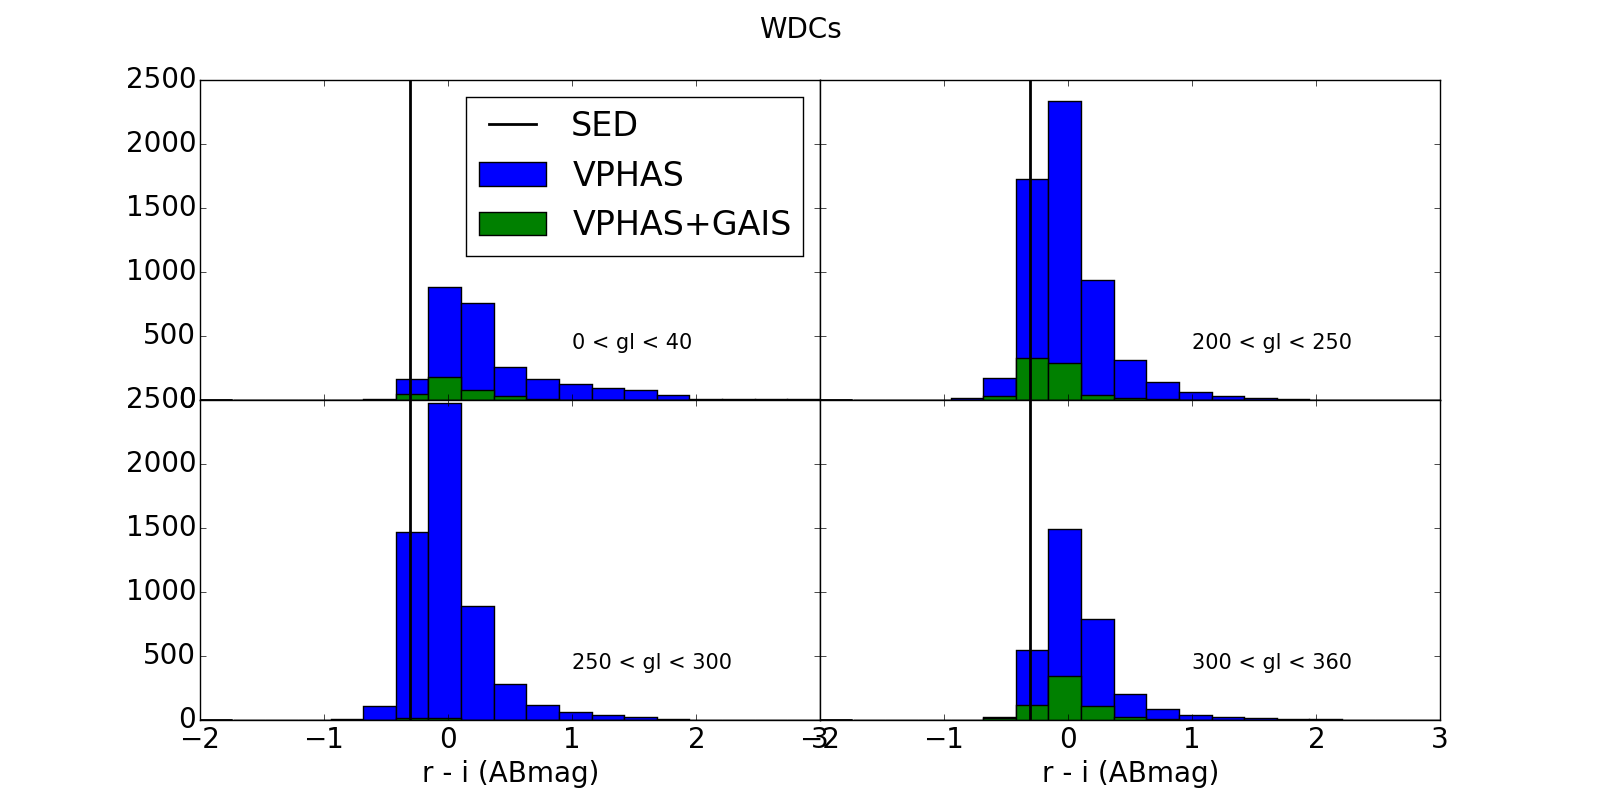 WDCs
2500
2000
1500
1000
500
SED
VPHAS
VPHAS+GAIS
0 < gl < 40
200 < gl < 250
2500
2000
1500
1000
500
0
250 < gl < 300
300 < gl < 360
−2 −1 0 1 2 3
−2 −1 0 1 2 3
r - i (ABmag)
r - i (ABmag)